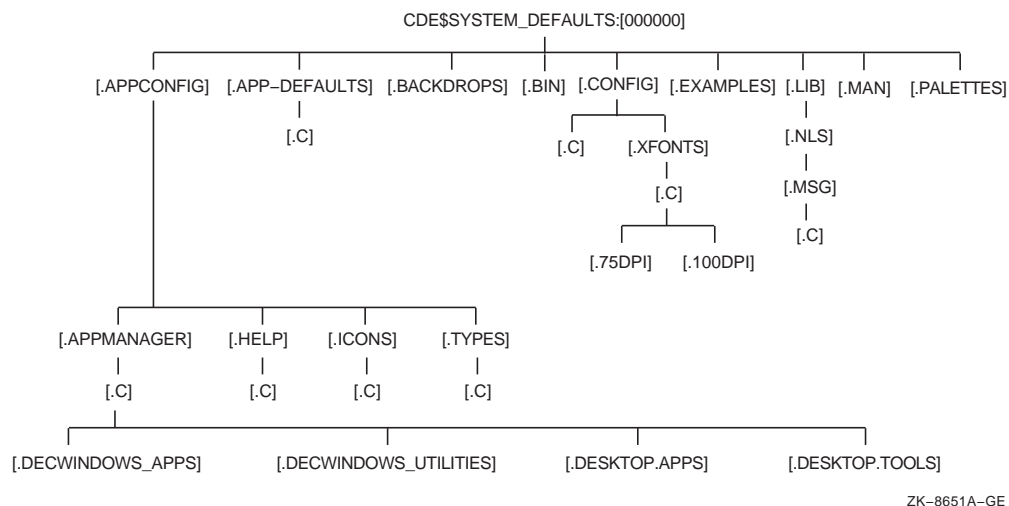 CDE$SYSTEM_DEFAULTS:[000000]
[.APPCONFIG] [.APP–DEFAULTS] [.BACKDROPS] [.BIN] [.CONFIG] [.EXAMPLES] [.LIB] [.MAN] [.PALETTES]
[.C] [.C] [.XFONTS] [.NLS]
[.C] [.MSG]
[.C]
[.75DPI] [.100DPI]
[.APPMANAGER] [.HELP] [.ICONS] [.TYPES]
[.C] [.C] [.C] [.C]
[.DECWINDOWS_APPS] [.DECWINDOWS_UTILITIES] [.DESKTOP.APPS] [.DESKTOP.TOOLS]
ZK–8651A–GE